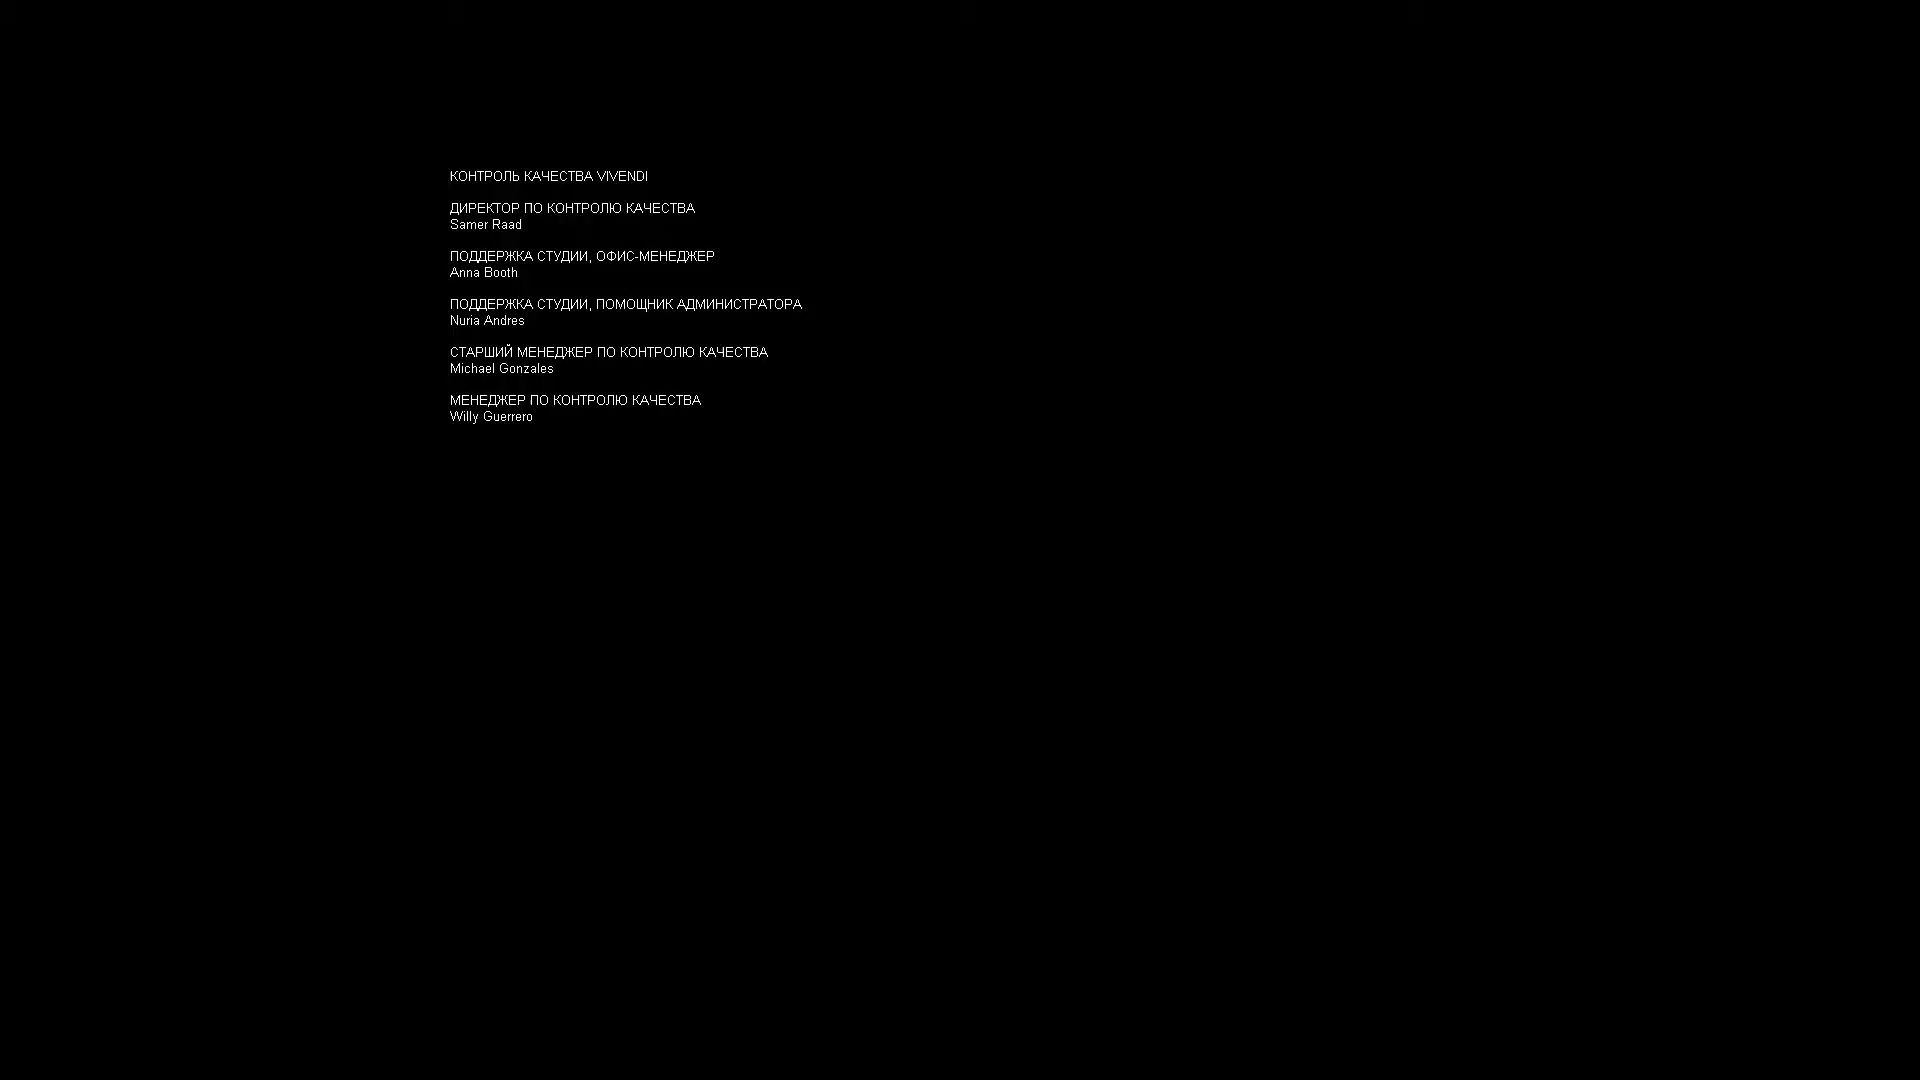 КОНТРОЛЬ КАЧЕСТВА VIVENDI
ДИРЕКТОР ПО КОНТРОЛЮ КАЧЕСТВА
Samer Raad
ПОДДЕРЖКА СТУДИИ, ОФИС-МЕНЕДЖЕР
Anna Booth
ПОДДЕРЖКА СТУДИИ, ПОМОЩНИК АДМИНИСТРАТОРА
Nuria Andres
СТАРШИЙ МЕНЕДЖЕР ПО КОНТРОЛЮ КАЧЕСТВА
Michael Gonzales
МЕНЕДЖЕР ПО КОНТРОЛЮ КАЧЕСТВА
Willy Guerrero